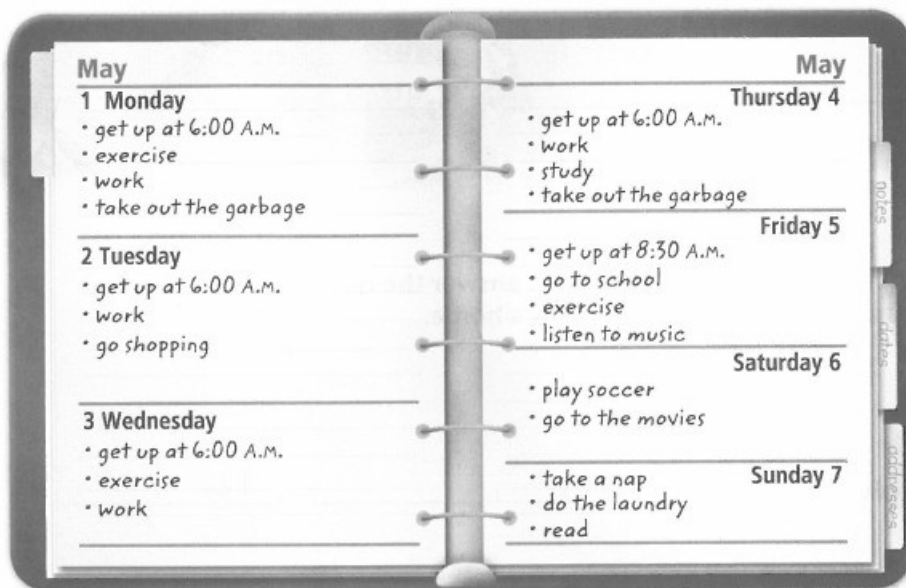 May
1 Monday
• get up at 6:00 A.M.
• exercise
• work
• take out the garbage
2 Tuesday
• get up at 6:00 A.M.
• work
• go shopping
3 Wednesday
• get up at 6:00 A.M.
• exercise
• work
May
Thursday 4
• get up at 6:00 A.M.
• work
• study
• take out the garbage
Friday 5
• get up at 8:30 A.M.
• go to school
• exercise
• listen to music
Saturday 6
• play soccer
• go to the movies
Sunday 7
• take a nap
• do the laundry
• read
notes
dates
addresses